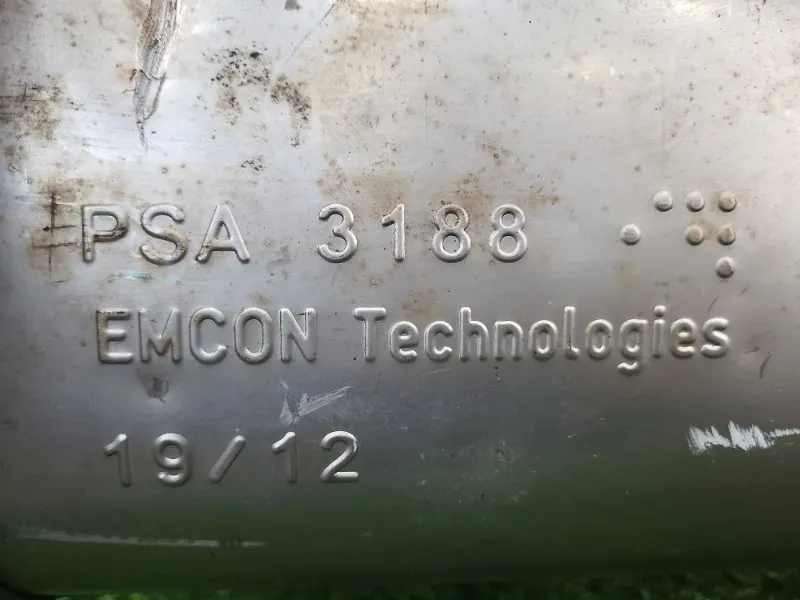 PSA 3188
EMCON Technologies
19/12